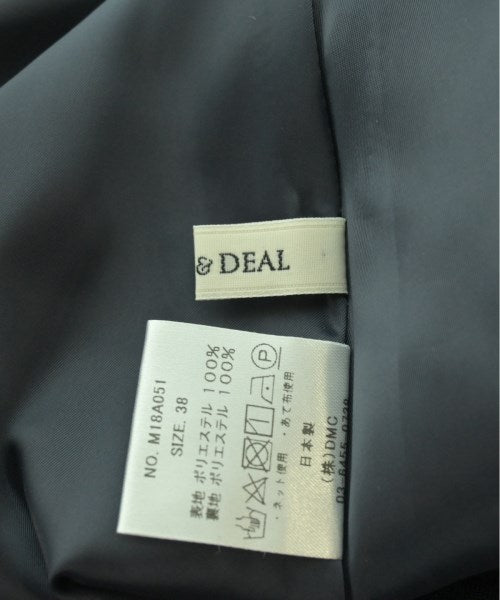 & DEAL
NO. M18A051
SIZE. 38
表地 ポリエステル 100%
裏地 ポリエステル 100%
・ネット使用 ・あて布使用
日本製
(株)DMC